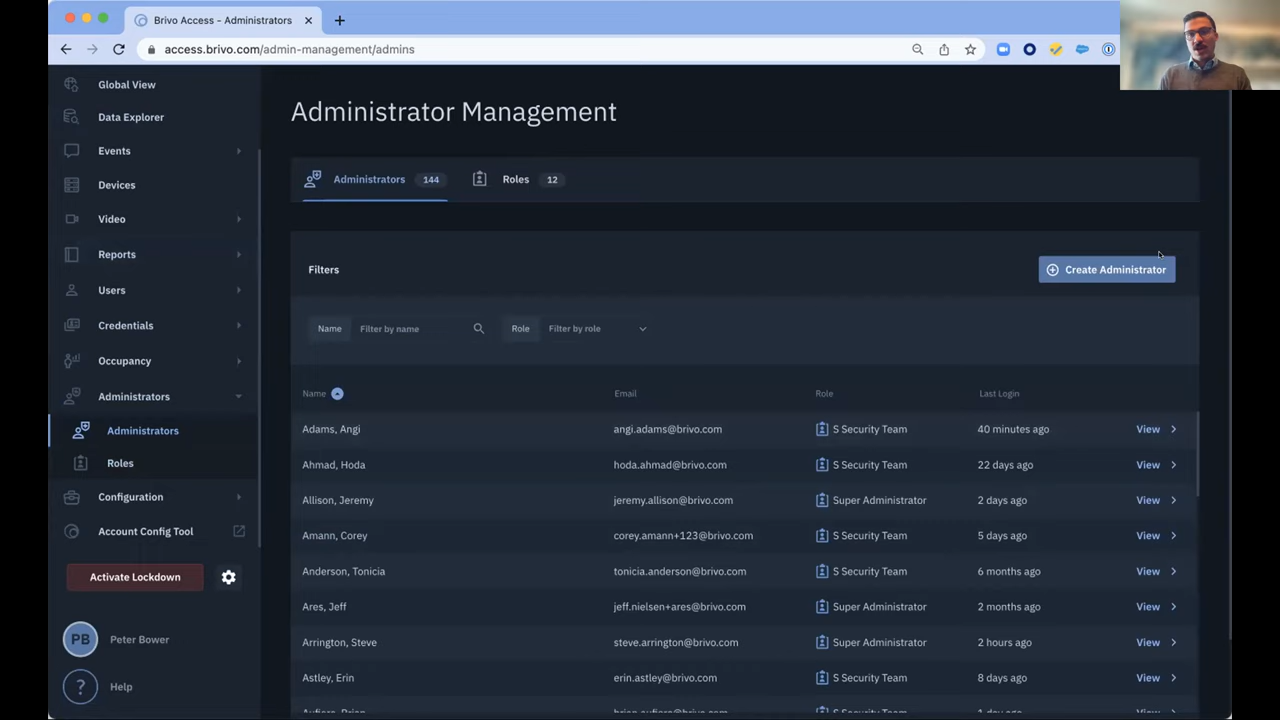 Brivo Access - Administrators
access.brivo.com/admin-management/admins
Global View
Data Explorer
Events
Devices
Video
Reports
Users
Credentials
Occupancy
Administrators
Administrators
Roles
Configuration
Account Config Tool
Activate Lockdown
PB Peter Bower
? Help
Administrator Management
Administrators 144 Roles 12
Filters Create Administrator
Name Filter by name Role Filter by role
Name Email Role Last Login
Adams, Angi angi.adams@brivo.com S Security Team 40 minutes ago View
Ahmad, Hoda hoda.ahmad@brivo.com S Security Team 22 days ago View
Allison, Jeremy jeremy.allison@brivo.com Super Administrator 2 days ago View
Amann, Corey corey.amann+123@brivo.com S Security Team 5 days ago View
Anderson, Tonicia tonicia.anderson@brivo.com S Security Team 6 months ago View
Ares, Jeff jeff.nielsen+ares@brivo.com Super Administrator 2 months ago View
Arrington, Steve steve.arrington@brivo.com Super Administrator 2 hours ago View
Astley, Erin erin.astley@brivo.com S Security Team 8 days ago View